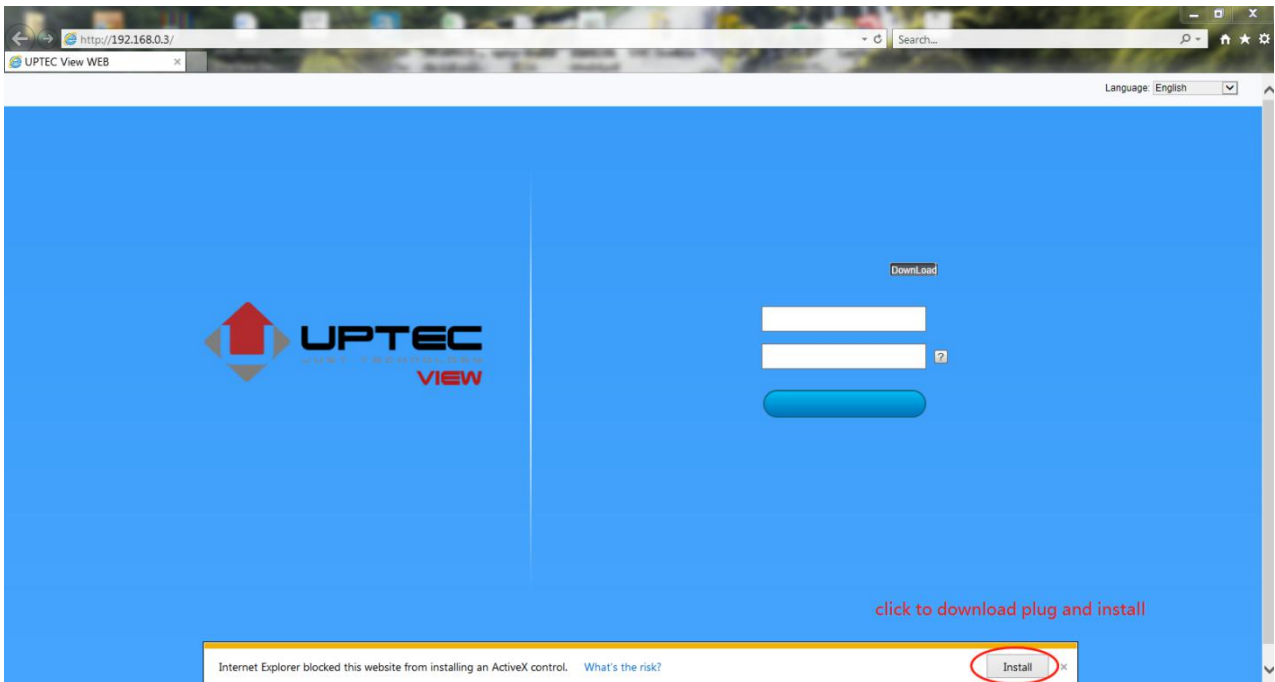 http://192.168.0.3/
Search...
UPTEC View WEB
Language: English
DownLoad
UPTEC
VIEW
?
click to download plug and install
Internet Explorer blocked this website from installing an ActiveX control. What's the risk? Install